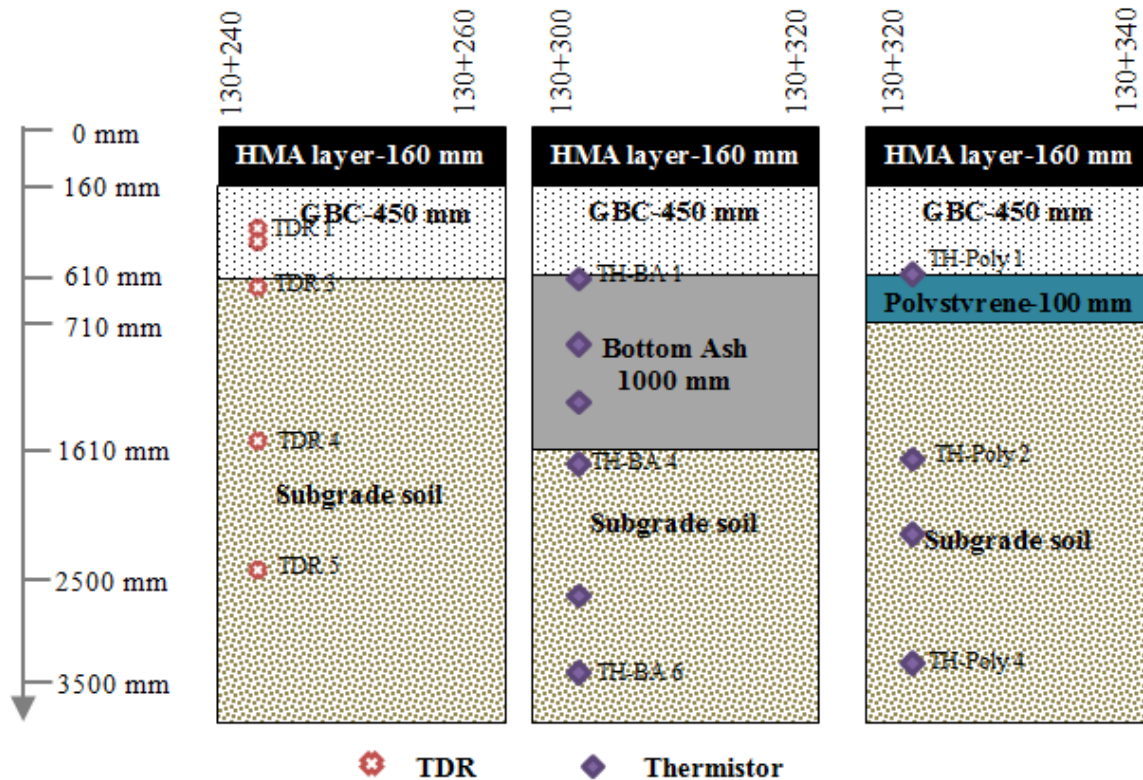 130+240
130+260
130+300
130+320
130+320
130+340
0 mm
160 mm
610 mm
710 mm
1610 mm
2500 mm
3500 mm
HMA layer-160 mm
GBC-450 mm
TDR 1
TDR 3
TDR 4
Subgrade soil
TDR 5
HMA layer-160 mm
GBC-450 mm
TH-BA 1
Bottom Ash
1000 mm
TH-BA 4
Subgrade soil
TH-BA 6
HMA layer-160 mm
GBC-450 mm
TH-Poly 1
Polystyrene-100 mm
TH-Poly 2
Subgrade soil
TH-Poly 4
TDR
Thermistor